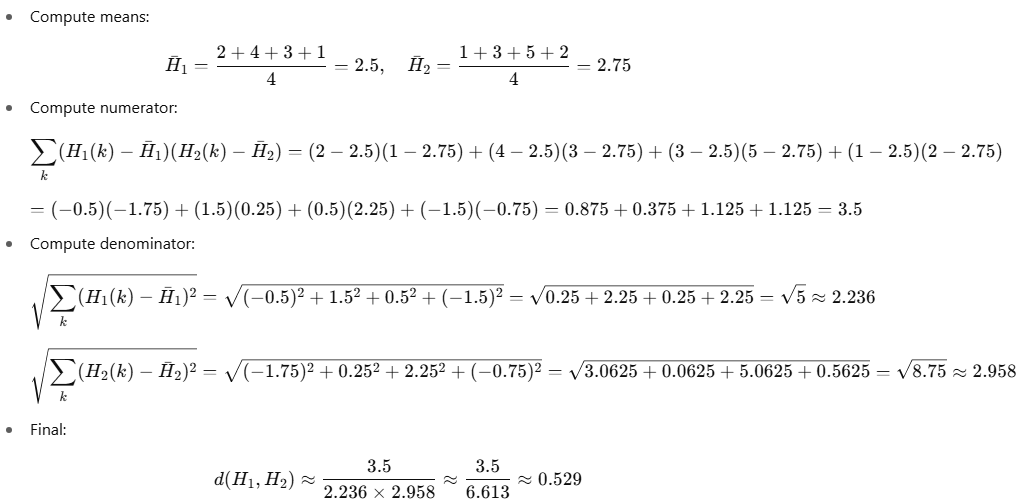 • Compute means:
H̄₁ = (2 + 4 + 3 + 1)/4 = 2.5,  H̄₂ = (1 + 3 + 5 + 2)/4 = 2.75
• Compute numerator:
∑ₖ(H₁(k) − H̄₁)(H₂(k) − H̄₂) = (2 − 2.5)(1 − 2.75) + (4 − 2.5)(3 − 2.75) + (3 − 2.5)(5 − 2.75) + (1 − 2.5)(2 − 2.75)
= (−0.5)(−1.75) + (1.5)(0.25) + (0.5)(2.25) + (−1.5)(−0.75) = 0.875 + 0.375 + 1.125 + 1.125 = 3.5
• Compute denominator:
√(∑ₖ(H₁(k) − H̄₁)²) = √((−0.5)² + 1.5² + 0.5² + (−1.5)²) = √(0.25 + 2.25 + 0.25 + 2.25) = √5 ≈ 2.236
√(∑ₖ(H₂(k) − H̄₂)²) = √((−1.75)² + 0.25² + 2.25² + (−0.75)²) = √(3.0625 + 0.0625 + 5.0625 + 0.5625) = √8.75 ≈ 2.958
• Final:
d(H₁, H₂) ≈ 3.5/(2.236 × 2.958) ≈ 3.5/6.613 ≈ 0.529